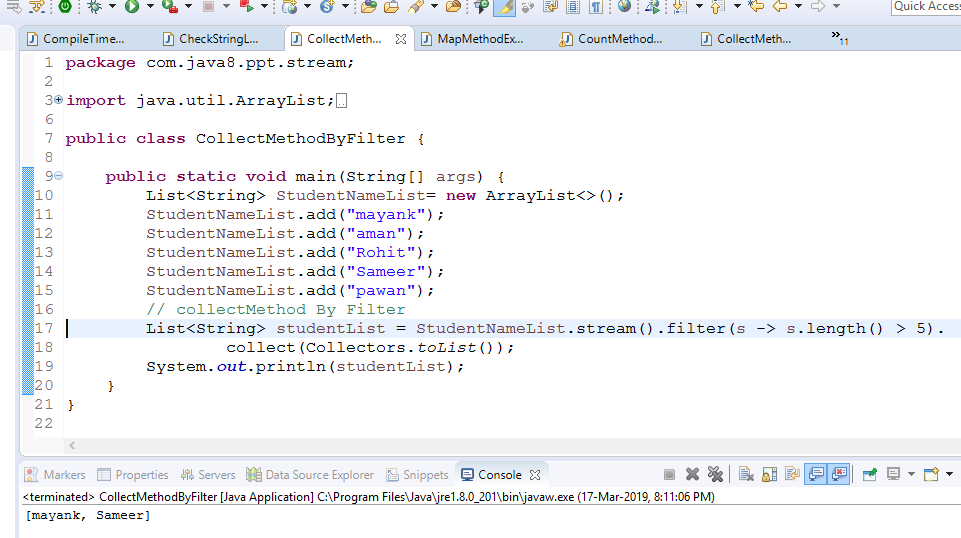 Quick Access
CompileTime... CheckStringL... CollectMeth... MapMethodEx... CountMethod... CollectMeth... »11
1 package com.java8.ppt.stream;
2
3 import java.util.ArrayList;
6
7 public class CollectMethodByFilter {
8
9 public static void main(String[] args) {
10 List<String> StudentNameList= new ArrayList<>();
11 StudentNameList.add("mayank");
12 StudentNameList.add("aman");
13 StudentNameList.add("Rohit");
14 StudentNameList.add("Sameer");
15 StudentNameList.add("pawan");
16 // collectMethod By Filter
17 List<String> studentList = StudentNameList.stream().filter(s -> s.length() > 5).
18 collect(Collectors.toList());
19 System.out.println(studentList);
20 }
21 }
22
Markers Properties Servers Data Source Explorer Snippets Console
<terminated> CollectMethodByFilter [Java Application] C:\Program Files\Java\jre1.8.0_201\bin\javaw.exe (17-Mar-2019, 8:11:06 PM)
[mayank, Sameer]